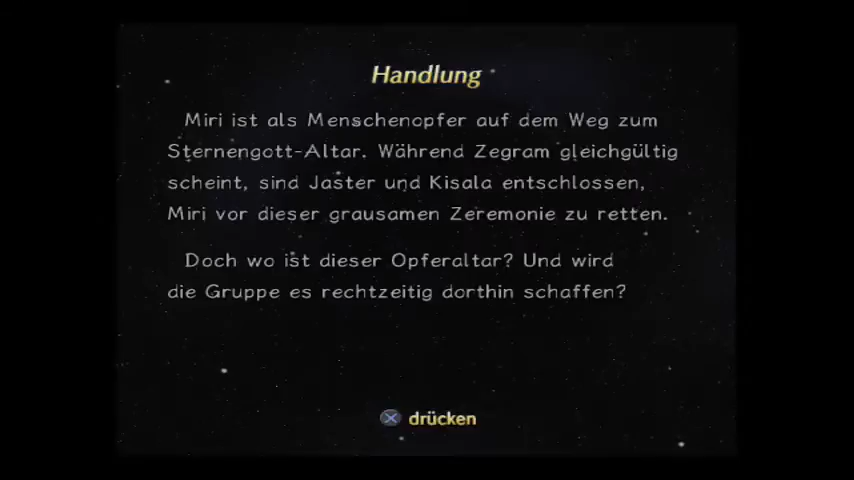 Handlung
Miri ist als Menschenopfer auf dem Weg zum
Sternengott-Altar. Während Zegram gleichgültig
scheint, sind Jaster und Kisala entschlossen,
Miri vor dieser grausamen Zeremonie zu retten.
Doch wo ist dieser Opferaltar? Und wird
die Gruppe es rechtzeitig dorthin schaffen?
drücken